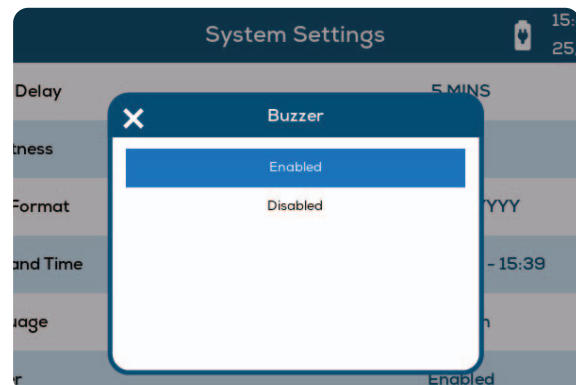 System Settings
15:
25
Delay
5 MINS
Buzzer
tness
Enabled
Format
Disabled
YYY
and Time
- 15:39
uage
n
r
Enabled